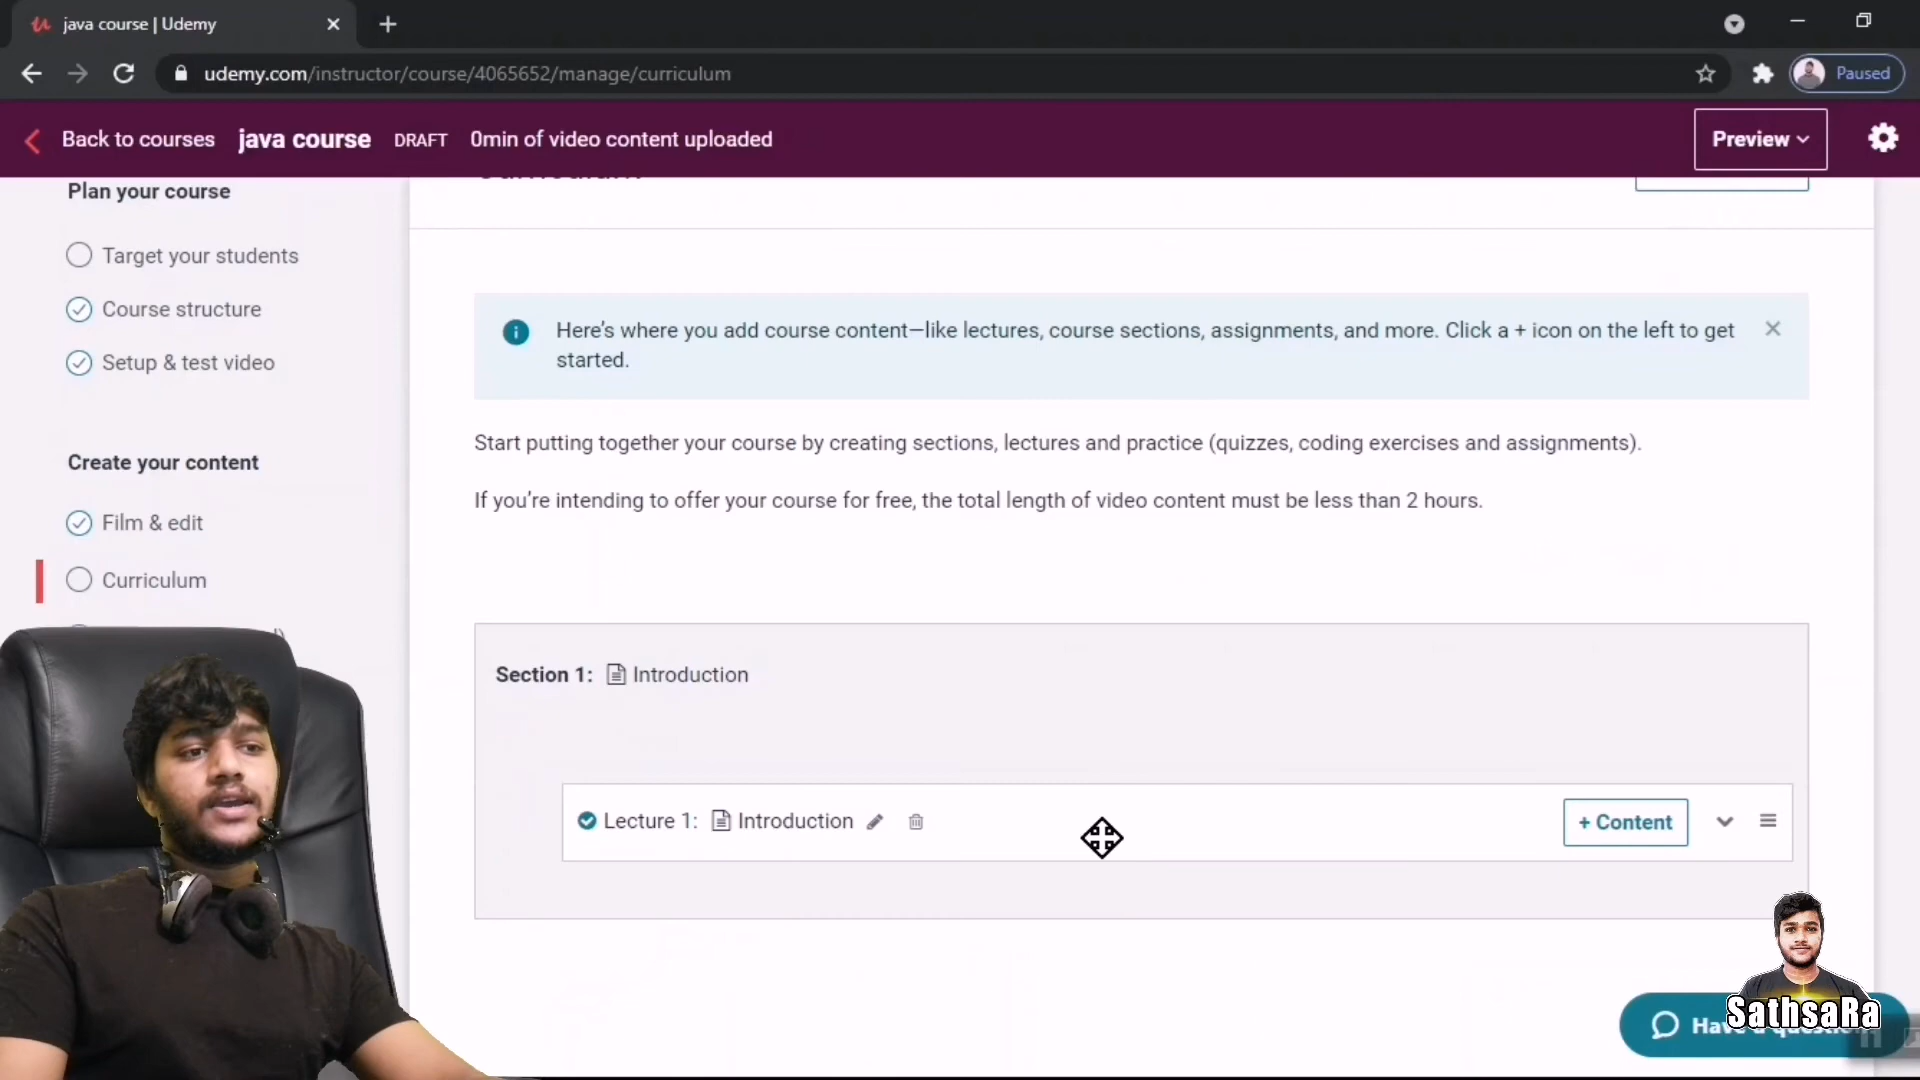 java course | Udemy
udemy.com/instructor/course/4065652/manage/curriculum
Paused
Back to courses java course DRAFT 0min of video content uploaded
Preview
Plan your course
Target your students
Course structure
Setup & test video
Create your content
Film & edit
Curriculum
Here's where you add course content—like lectures, course sections, assignments, and more. Click a + icon on the left to get
started.
Start putting together your course by creating sections, lectures and practice (quizzes, coding exercises and assignments).
If you're intending to offer your course for free, the total length of video content must be less than 2 hours.
Section 1: Introduction
Lecture 1: Introduction
+ Content
SathsaRa